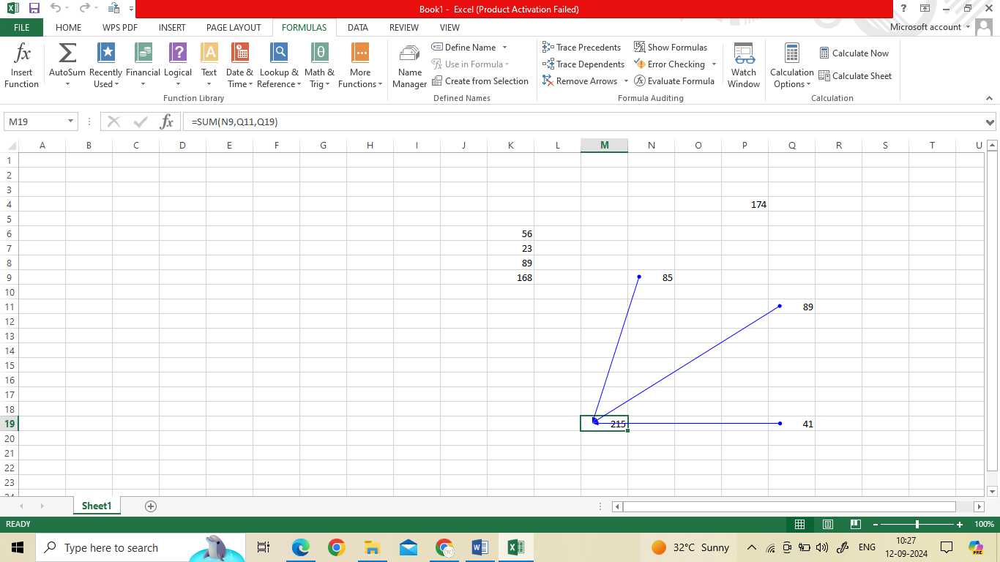 Book1 - Excel (Product Activation Failed)
FILE HOME WPS PDF INSERT PAGE LAYOUT FORMULAS DATA REVIEW VIEW Microsoft account
Insert Function
AutoSum
Recently Used
Financial
Logical
Text
Date & Time
Lookup & Reference
Math & Trig
More Functions
Function Library
Name Manager
Define Name
Use in Formula
Create from Selection
Defined Names
Trace Precedents
Trace Dependents
Remove Arrows
Show Formulas
Error Checking
Evaluate Formula
Formula Auditing
Watch Window
Calculation Options
Calculate Now
Calculate Sheet
Calculation
M19 fx =SUM(N9,Q11,Q19)
A B C D E F G H I J K L M N O P Q R S T U
1
2
3
4 174
5
6 56
7 23
8 89
9 168 85
10
11 89
12
13
14
15
16
17
18
19 215 41
20
21
22
23
24
Sheet1
READY 100%
Type here to search 32°C Sunny ENG 10:27
12-09-2024
PRE